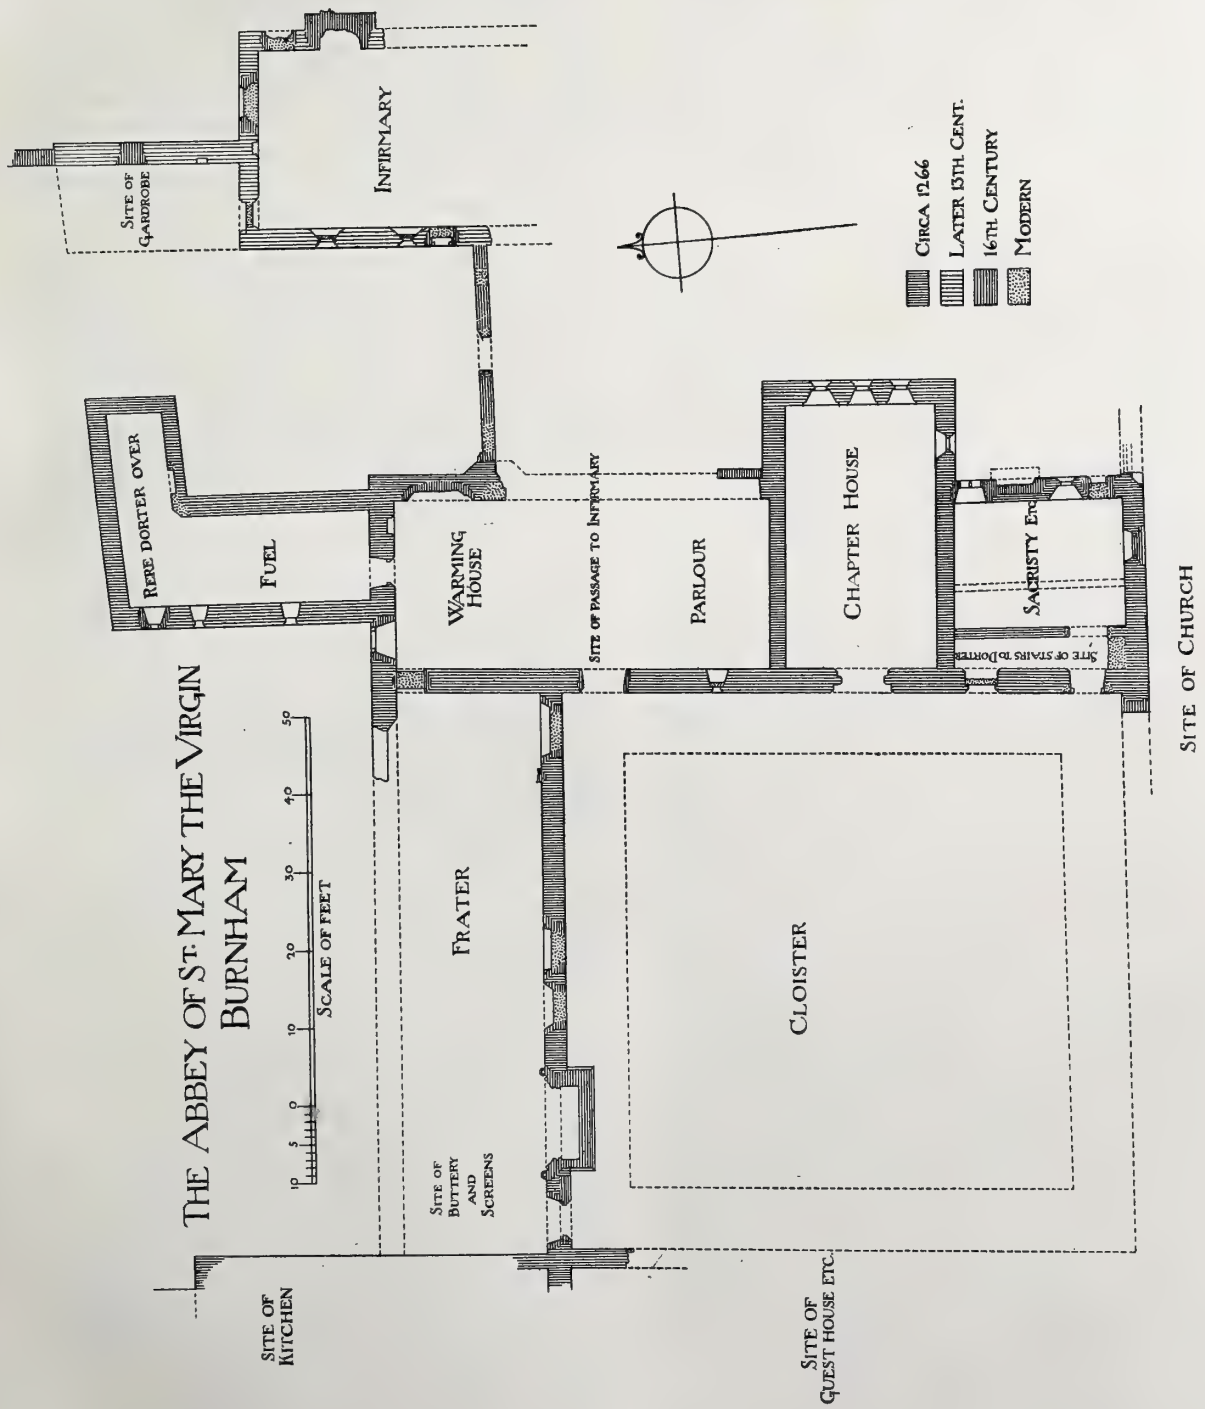 THE ABBEY OF ST. MARY THE VIRGIN
BURNHAM
10 5 0 10 20 30 40 50
SCALE OF FEET
SITE OF
KITCHEN
SITE OF
BUTTERY
AND
SCREENS
FRATER
RERE DORTER OVER
FUEL
WARMING
HOUSE
SITE OF
GARDROBE
INFIRMARY
SITE OF PASSAGE TO INFIRMARY
PARLOUR
CHAPTER HOUSE
SACRISTY ETC
SITE OF STAIRS TO DORTER
CLOISTER
SITE OF
GUEST HOUSE ETC.
SITE OF CHURCH
CIRCA 1266
LATER 13TH. CENT.
16TH CENTURY
MODERN